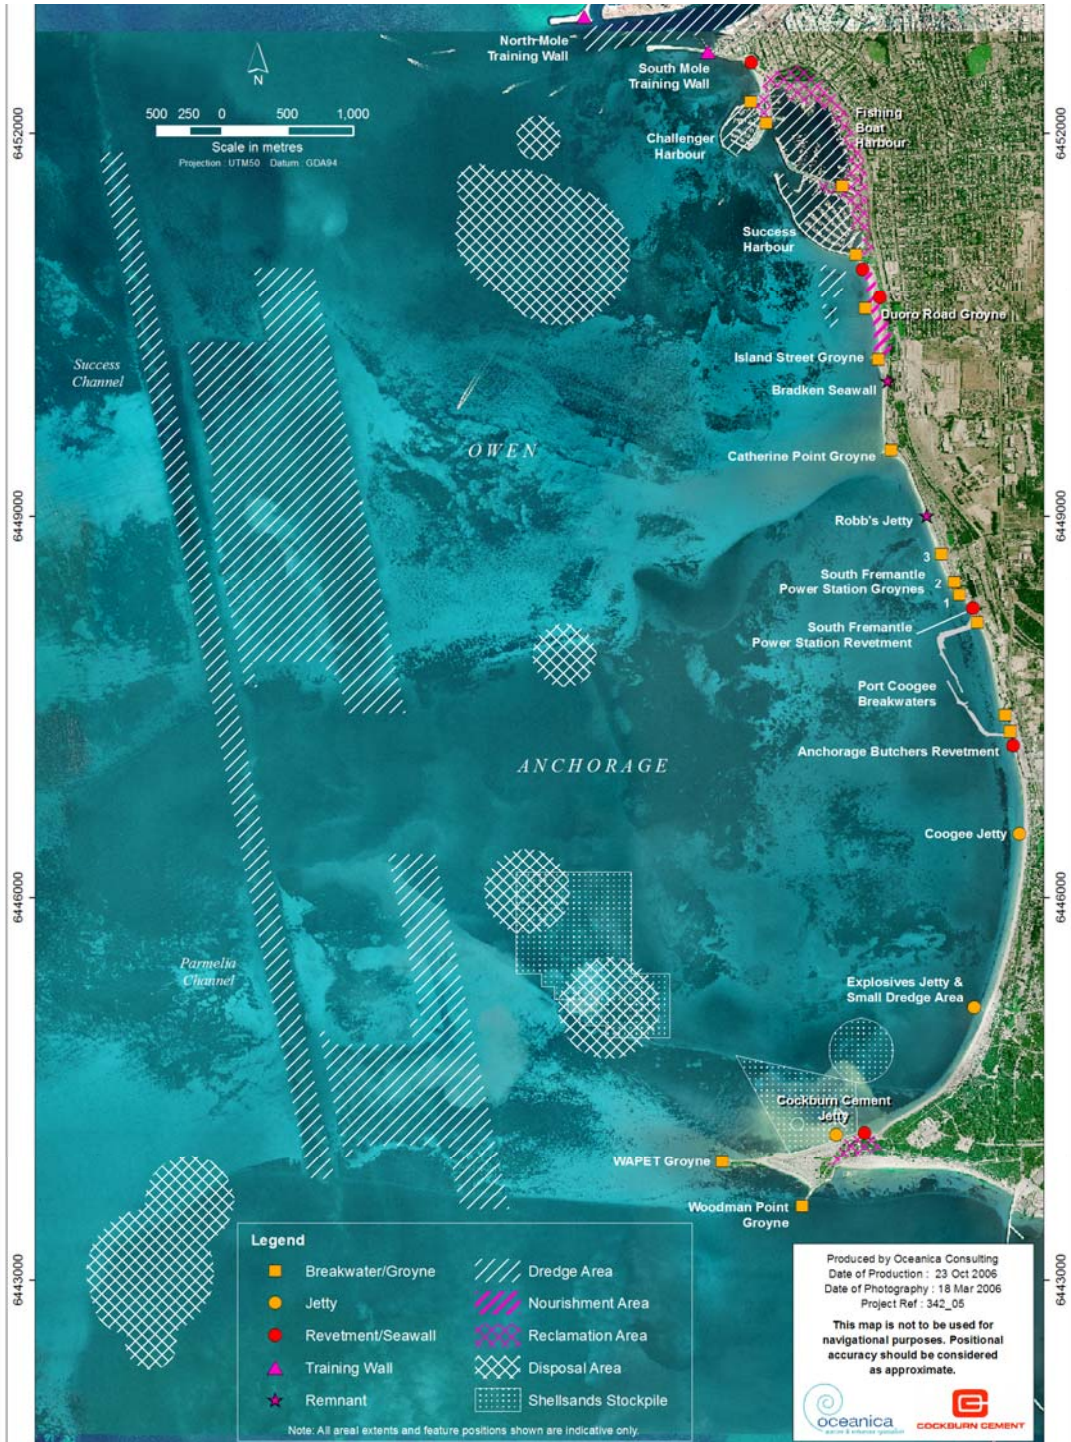 North Mole
Training Wall
South Mole
Training Wall
N
500 250 0 500 1,000
Scale in metres
Projection : UTM50 Datum : GDA94
6452000
6452000
Challenger
Harbour
Fishing
Boat
Harbour
Success
Harbour
Duoro Road Groyne
Island Street Groyne
Success
Channel
Bradken Seawall
OWEN
Catherine Point Groyne
6449000
6449000
Robb's Jetty
3
South Fremantle
Power Station Groynes
2
1
South Fremantle
Power Station Revetment
Port Coogee
Breakwaters
Anchorage Butchers Revetment
ANCHORAGE
Coogee Jetty
6446000
6446000
Parmelia
Channel
Explosives Jetty &
Small Dredge Area
Cockburn Cement
Jetty
WAPET Groyne
Woodman Point
Groyne
6443000
6443000
Legend
Breakwater/Groyne
Jetty
Revetment/Seawall
Training Wall
Remnant
Dredge Area
Nourishment Area
Reclamation Area
Disposal Area
Shellsands Stockpile
Note: All areal extents and feature positions shown are indicative only.
Produced by Oceanica Consulting
Date of Production : 23 Oct 2006
Date of Photography : 18 Mar 2006
Project Ref : 342_05
This map is not to be used for
navigational purposes. Positional
accuracy should be considered
as approximate.
oceanica
COCKBURN CEMENT